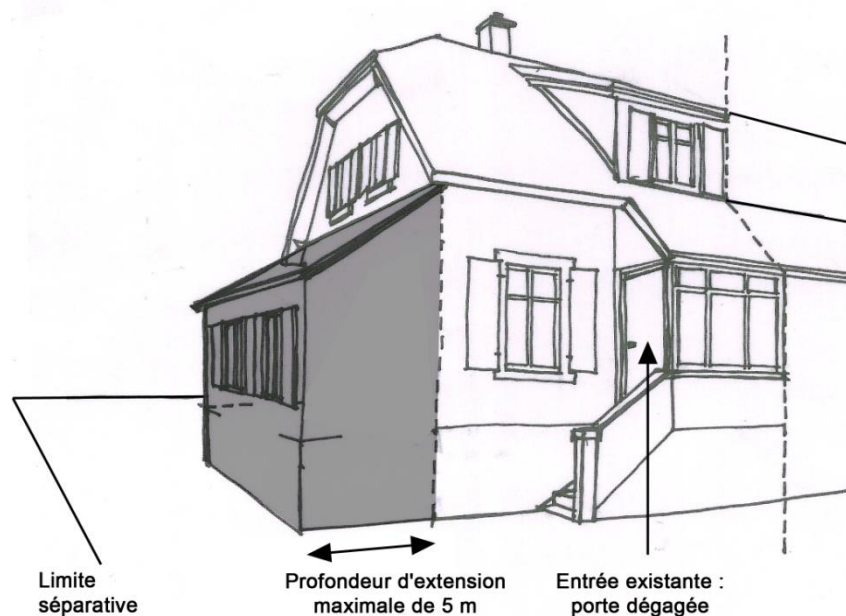 Limite
séparative
Profondeur d'extension
maximale de 5 m
Entrée existante :
porte dégagée